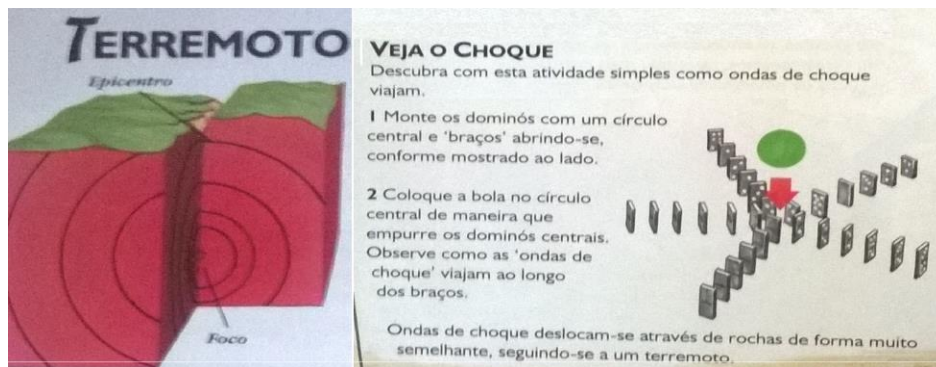 TERREMOTO
Epicentro
Foco
VEJA O CHOQUE
Descubra com esta atividade simples como ondas de choque
viajam.
1 Monte os dominós com um círculo
central e 'braços' abrindo-se,
conforme mostrado ao lado.
2 Coloque a bola no círculo
central de maneira que
empurre os dominós centrais.
Observe como as 'ondas de
choque' viajam ao longo
dos braços.
Ondas de choque deslocam-se através de rochas de forma muito
semelhante, seguindo-se a um terremoto.